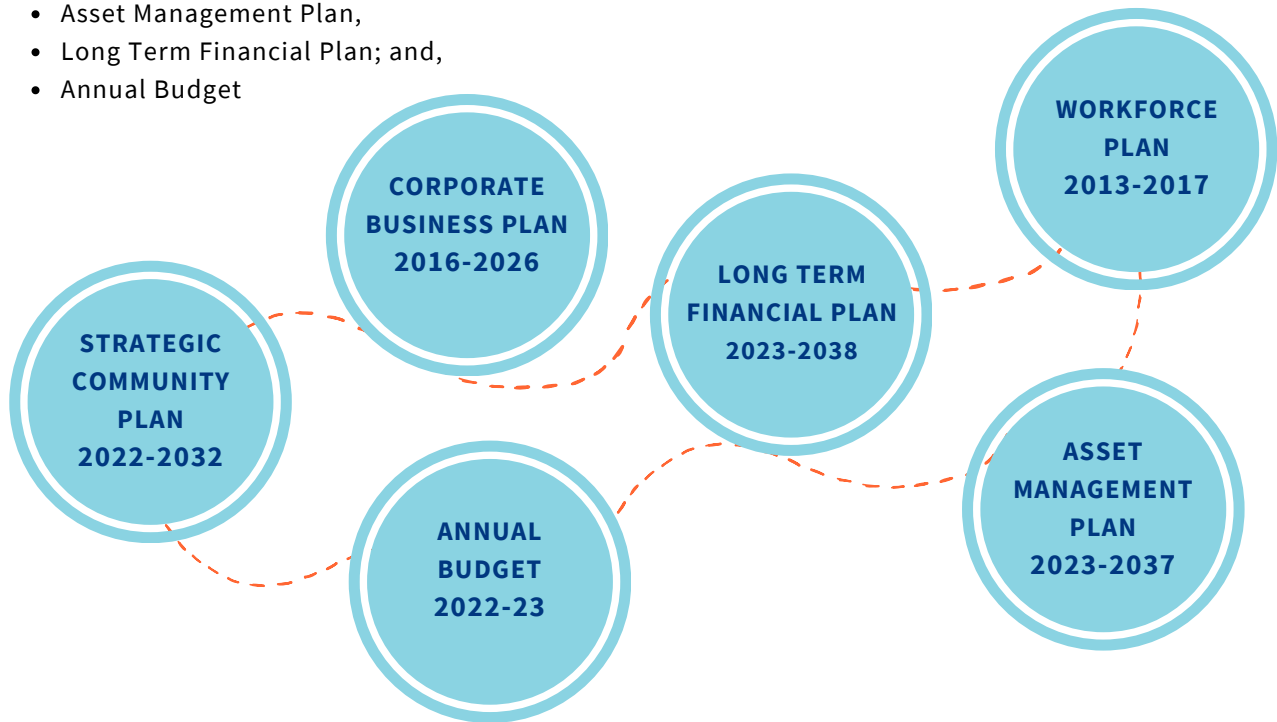 • Asset Management Plan,
• Long Term Financial Plan; and,
• Annual Budget
WORKFORCE
PLAN
2013-2017
CORPORATE
BUSINESS PLAN
2016-2026
LONG TERM
FINANCIAL PLAN
2023-2038
STRATEGIC
COMMUNITY
PLAN
2022-2032
ASSET
MANAGEMENT
PLAN
2023-2037
ANNUAL
BUDGET
2022-23